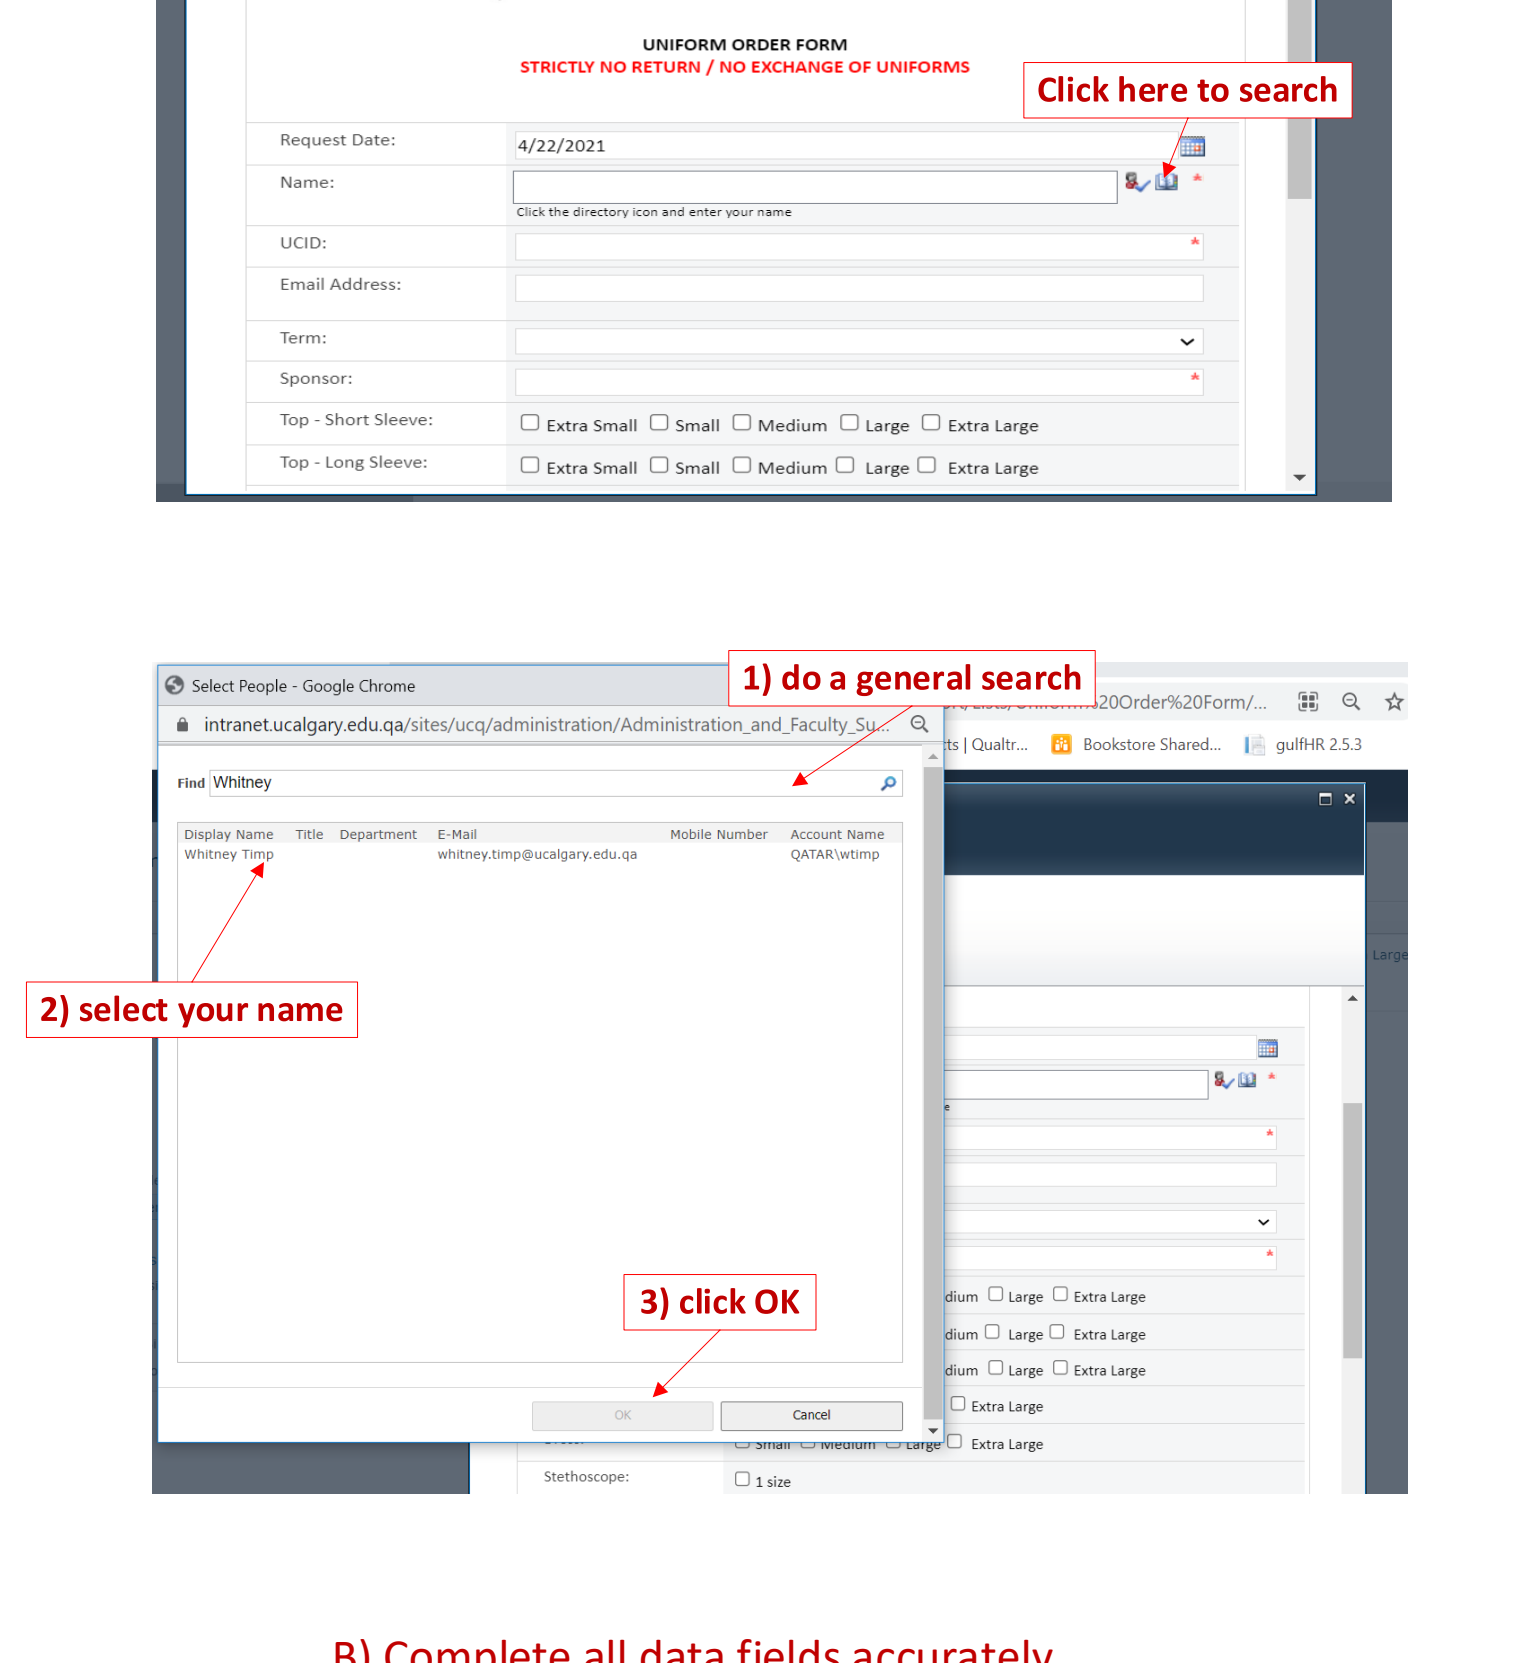 UNIFORM ORDER FORM
STRICTLY NO RETURN / NO EXCHANGE OF UNIFORMS
Click here to search
Request Date: 4/22/2021
Name: *
Click the directory icon and enter your name
UCID: *
Email Address:
Term:
Sponsor: *
Top - Short Sleeve: Extra Small Small Medium Large Extra Large
Top - Long Sleeve: Extra Small Small Medium Large Extra Large
1) do a general search
Select People - Google Chrome
20Order%20Form/...
intranet.ucalgary.edu.qa/sites/ucq/administration/Administration_and_Faculty_Su...
cts | Qualtr... Bookstore Shared... gulfHR 2.5.3
Find Whitney
Display Name Title Department E-Mail Mobile Number Account Name
Whitney Timp whitney.timp@ucalgary.edu.qa QATAR\wtimp
Large
2) select your name
*
e
*
*
3) click OK
dium Large Extra Large
dium Large Extra Large
dium Large Extra Large
Extra Large
OK Cancel
Small Medium Large Extra Large
Stethoscope: 1 size
B) Complete all data fields accurately